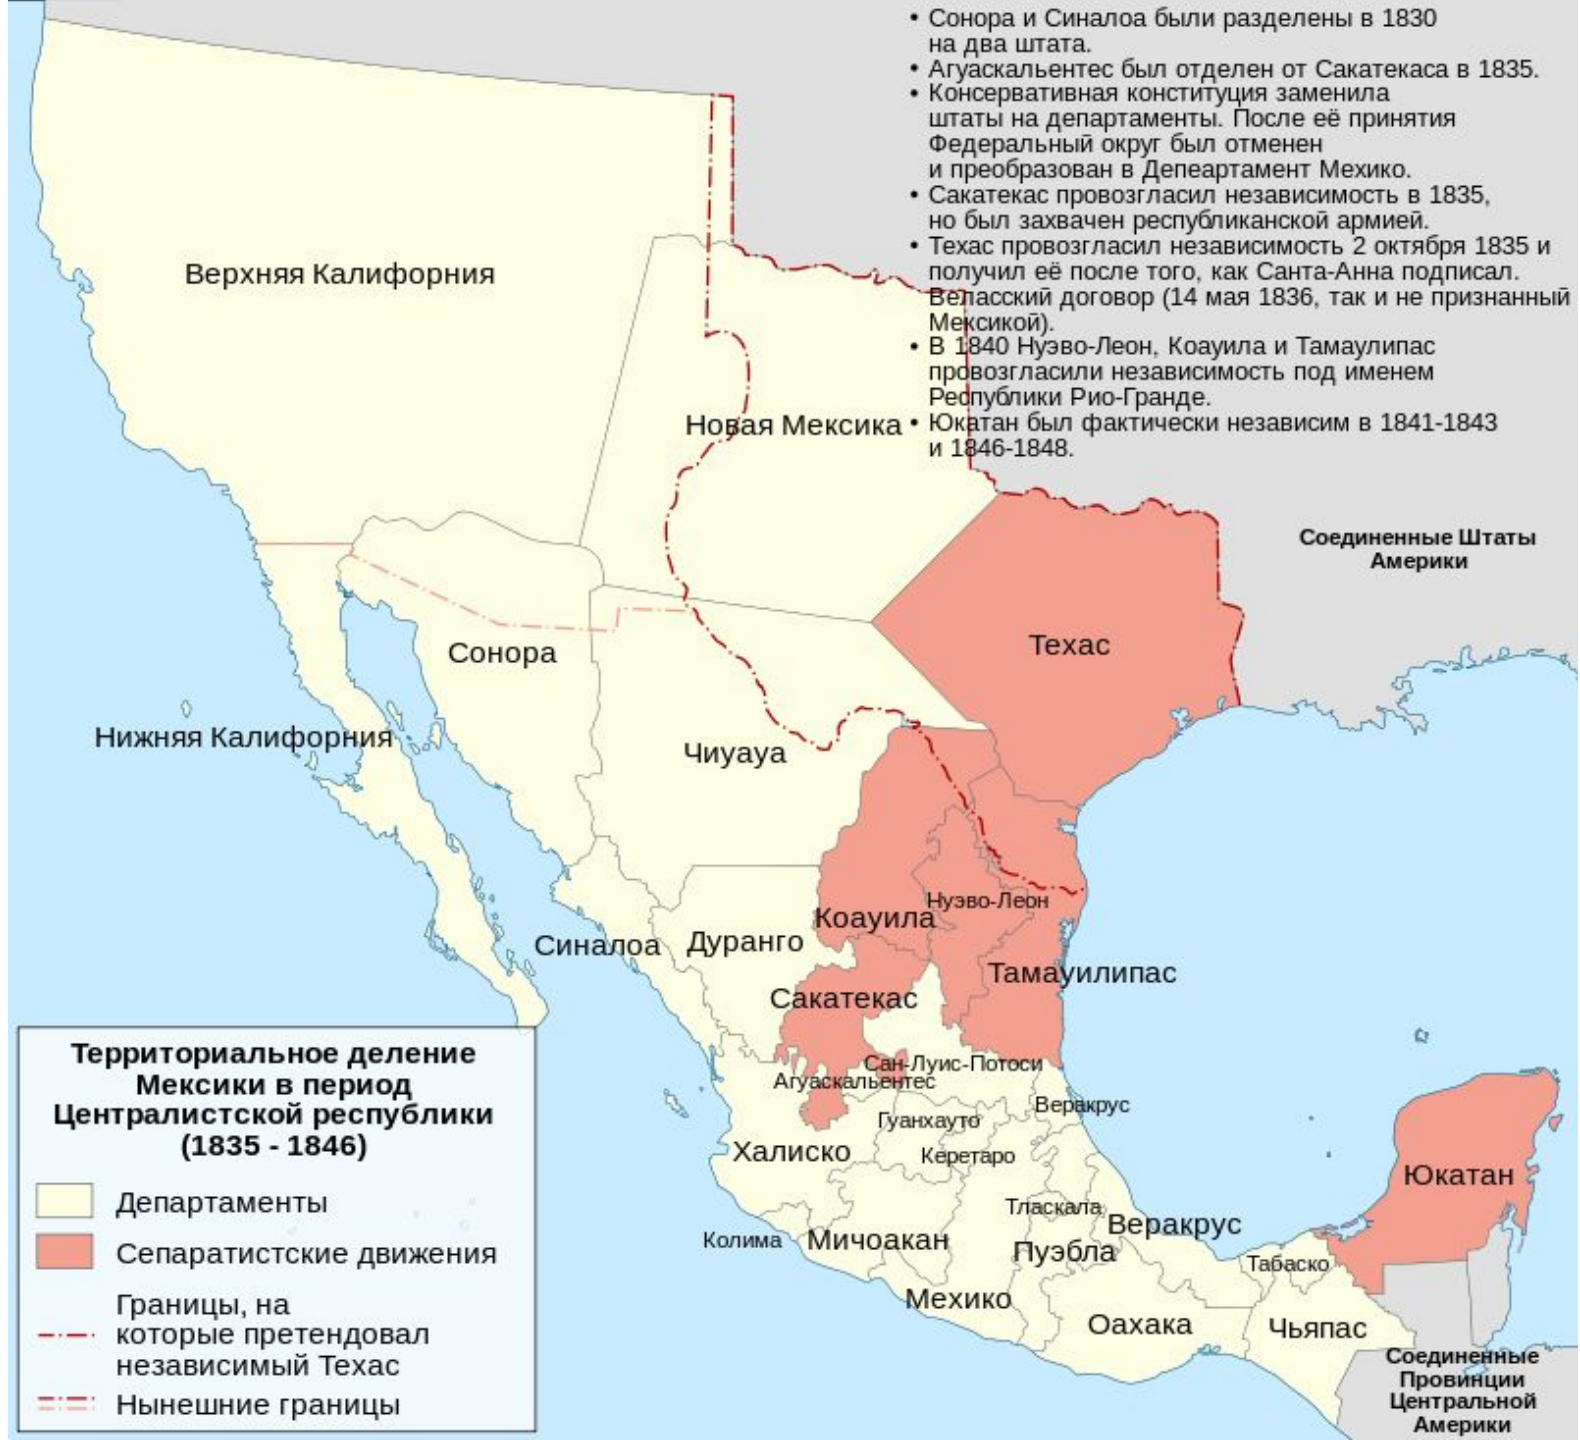 • Сонора и Синалоа были разделены в 1830
на два штата.
• Агуаскальентес был отделен от Сакатекаса в 1835.
• Консервативная конституция заменила
штаты на департаменты. После её принятия
Федеральный округ был отменен
и преобразован в Депеартамент Мехико.
• Сакатекас провозгласил независимость в 1835,
но был захвачен республиканской армией.
• Техас провозгласил независимость 2 октября 1835 и
получил её после того, как Санта-Анна подписал.
Веласский договор (14 мая 1836, так и не признанный
Мексикой).
• В 1840 Нуэво-Леон, Коауила и Тамаулипас
провозгласили независимость под именем
Республики Рио-Гранде.
• Юкатан был фактически независим в 1841-1843
и 1846-1848.
Верхняя Калифорния
Новая Мексика
Соединенные Штаты
Америки
Техас
Сонора
Нижняя Калифорния
Чиуауа
Нуэво-Леон
Коауила
Синалоа
Дуранго
Тамауилипас
Сакатекас
Сан-Луис-Потоси
Агуаскальентес
Веракрус
Гуанхауто
Халиско
Керетаро
Юкатан
Тласкала
Веракрус
Колима
Мичоакан
Пуэбла
Табаско
Мехико
Оахака
Чьяпас
Соединенные
Провинции
Центральной
Америки
Территориальное деление
Мексики в период
Централистской республики
(1835 - 1846)
Департаменты
Сепаратистские движения
Границы, на
которые претендовал
независимый Техас
Нынешние границы